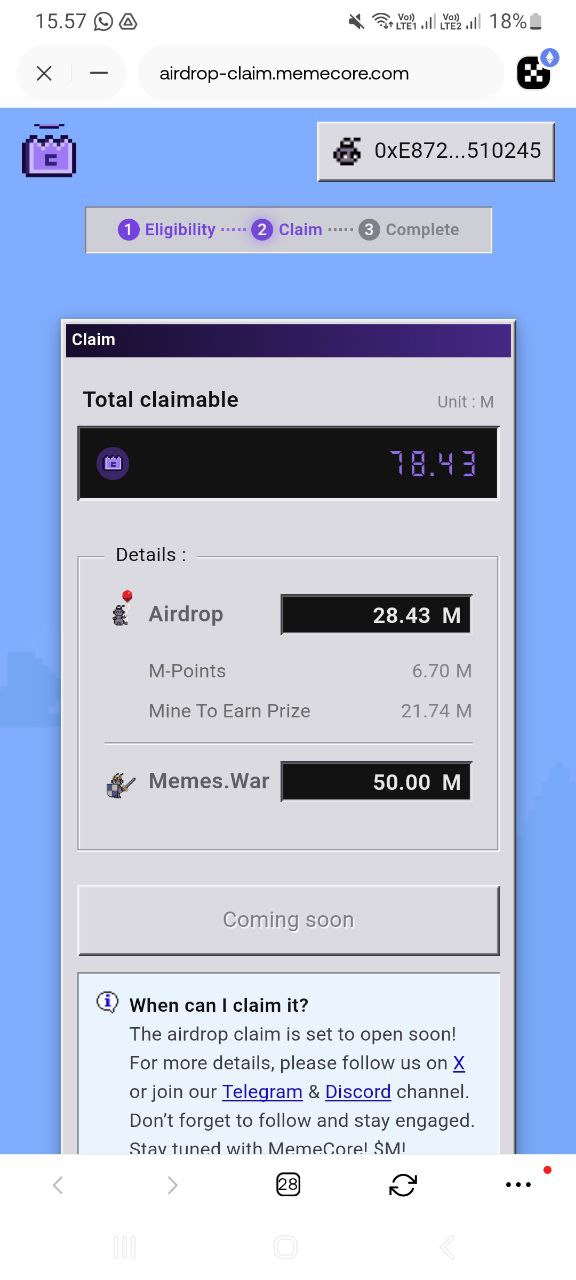 15.57
Vo)) LTE1 Vo)) LTE2 18%
airdrop-claim.memecore.com
0xE872...510245
1 Eligibility ····· 2 Claim ····· 3 Complete
Claim
Total claimable
Unit : M
78.43
Details :
Airdrop 28.43 M
M-Points 6.70 M
Mine To Earn Prize 21.74 M
Memes.War 50.00 M
Coming soon
When can I claim it?
The airdrop claim is set to open soon!
For more details, please follow us on X
or join our Telegram & Discord channel.
Don't forget to follow and stay engaged.
Stay tuned with MemeCore! $M!
28